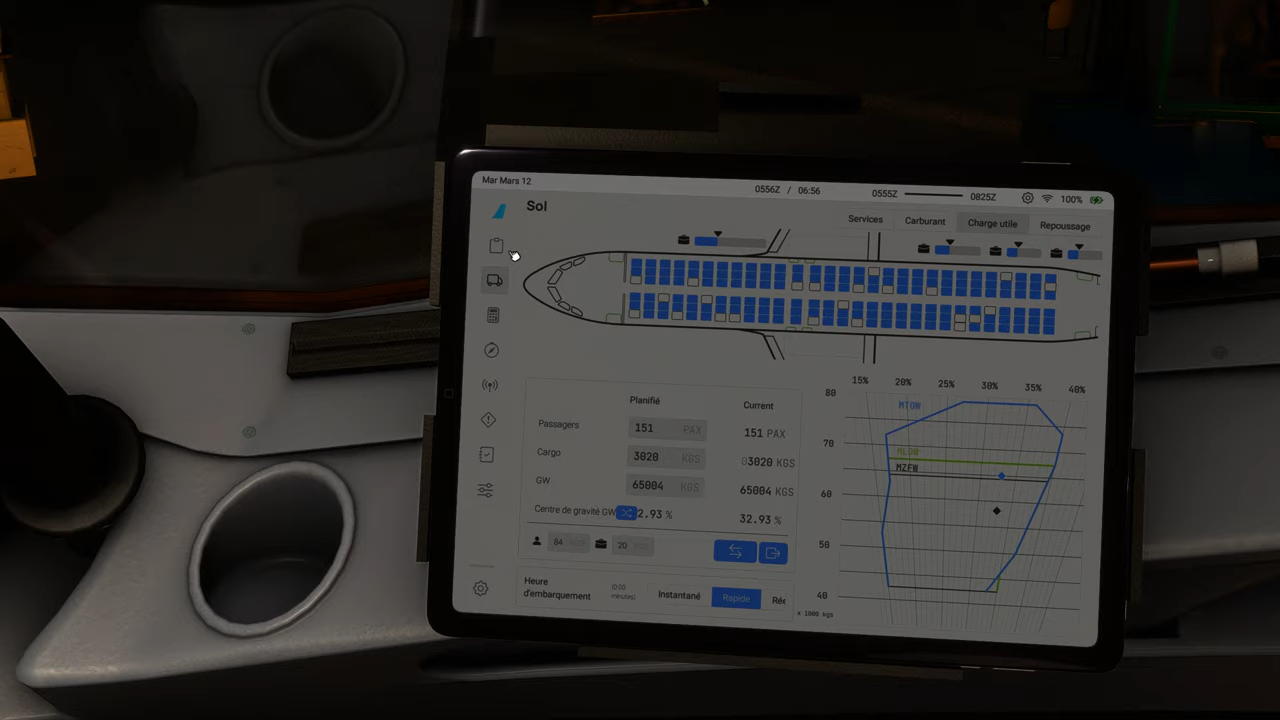 Mar Mars 12
0556Z / 06:56
0555Z
0825Z
100%
Sol
Services
Carburant
Charge utile
Repoussage
Planifié
Current
Passagers
151 PAX
151 PAX
Cargo
3020 KGS
03020 KGS
GW
65004 KGS
65004 KGS
Centre de gravité GW
2.93 %
32.93 %
84
20
Heure d'embarquement
(0:00 minutes)
Instantané
Rapide
15%
20%
25%
30%
35%
40%
80
70
60
50
40
MTOW
MLDW
MZFW
x 1000 kgs